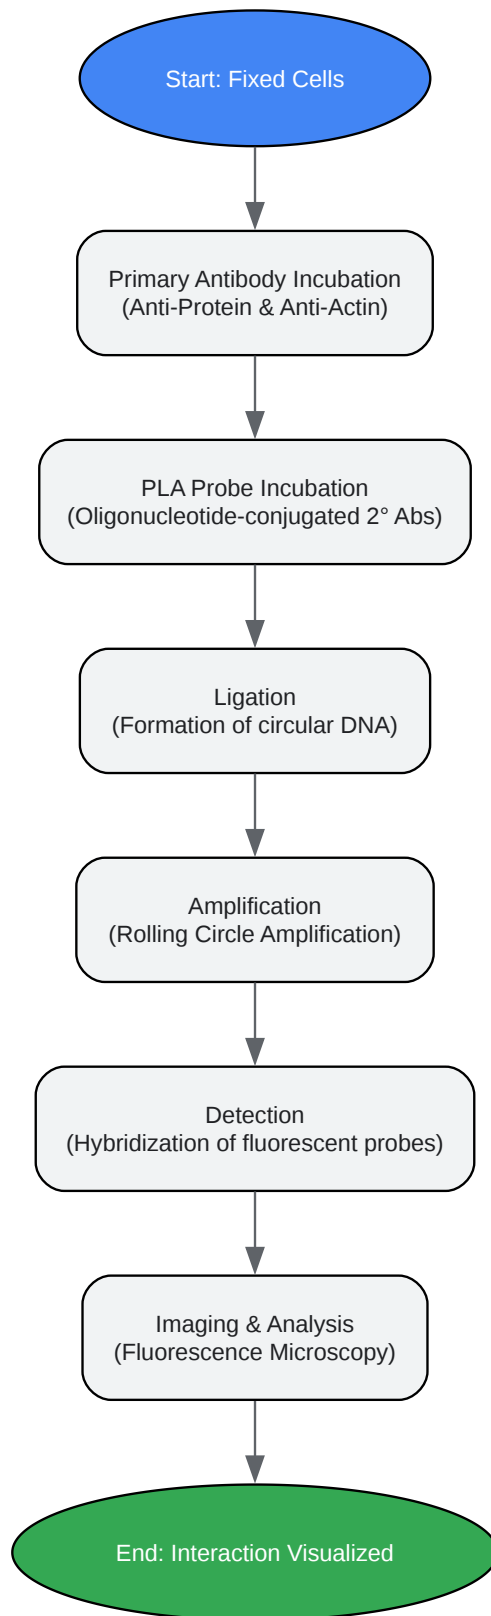 Start: Fixed Cells
Primary Antibody Incubation
(Anti-Protein & Anti-Actin)
PLA Probe Incubation
(Oligonucleotide-conjugated 2° Abs)
Ligation
(Formation of circular DNA)
Amplification
(Rolling Circle Amplification)
Detection
(Hybridization of fluorescent probes)
Imaging & Analysis
(Fluorescence Microscopy)
End: Interaction Visualized